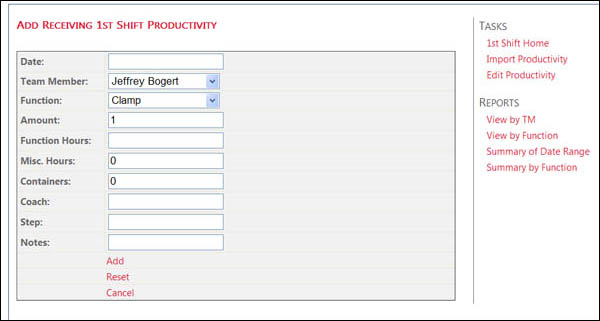 Add Receiving 1st Shift Productivity
Date:
Team Member: Jeffrey Bogert
Function: Clamp
Amount: 1
Function Hours:
Misc. Hours: 0
Containers: 0
Coach:
Step:
Notes:
Add
Reset
Cancel
Tasks
1st Shift Home
Import Productivity
Edit Productivity
Reports
View by TM
View by Function
Summary of Date Range
Summary by Function